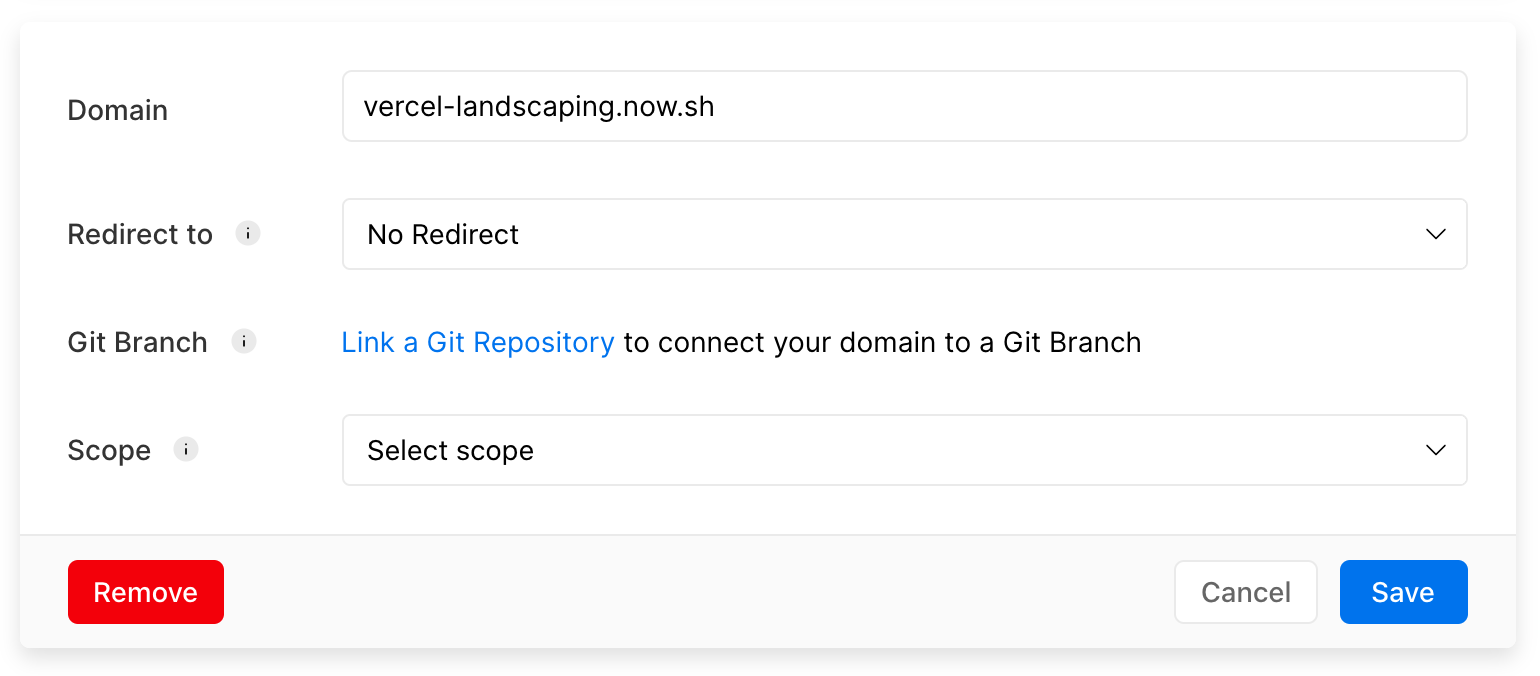 Domain
vercel-landscaping.now.sh
Redirect to i
No Redirect
Git Branch i
Link a Git Repository to connect your domain to a Git Branch
Scope i
Select scope
Remove
Cancel
Save